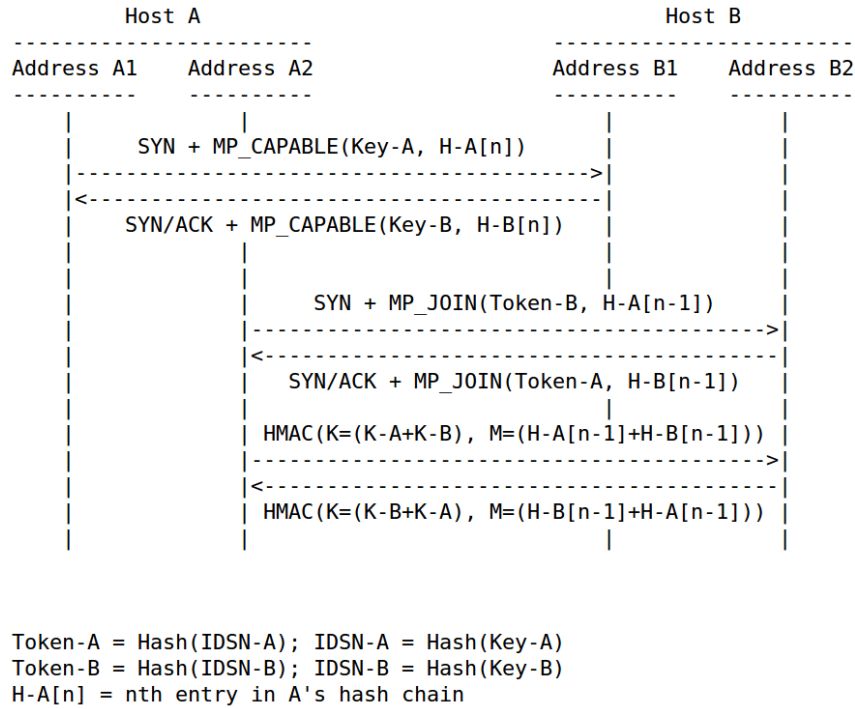 Host A Host B
------------------------ ------------------------
Address A1 Address A2 Address B1 Address B2
---------- ---------- ---------- ----------
SYN + MP_CAPABLE(Key-A, H-A[n])
SYN/ACK + MP_CAPABLE(Key-B, H-B[n])
SYN + MP_JOIN(Token-B, H-A[n-1])
SYN/ACK + MP_JOIN(Token-A, H-B[n-1])
HMAC(K=(K-A+K-B), M=(H-A[n-1]+H-B[n-1]))
HMAC(K=(K-B+K-A), M=(H-B[n-1]+H-A[n-1]))
Token-A = Hash(IDSN-A); IDSN-A = Hash(Key-A)
Token-B = Hash(IDSN-B); IDSN-B = Hash(Key-B)
H-A[n] = nth entry in A's hash chain